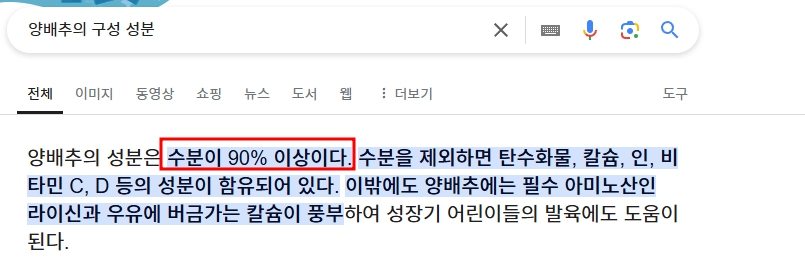 양배추의 구성 성분
전체 이미지 동영상 쇼핑 뉴스 도서 웹 더보기 도구
양배추의 성분은 수분이 90% 이상이다. 수분을 제외하면 탄수화물, 칼슘, 인, 비
타민 C, D 등의 성분이 함유되어 있다. 이밖에도 양배추에는 필수 아미노산인
라이신과 우유에 버금가는 칼슘이 풍부하여 성장기 어린이들의 발육에도 도움이
된다.